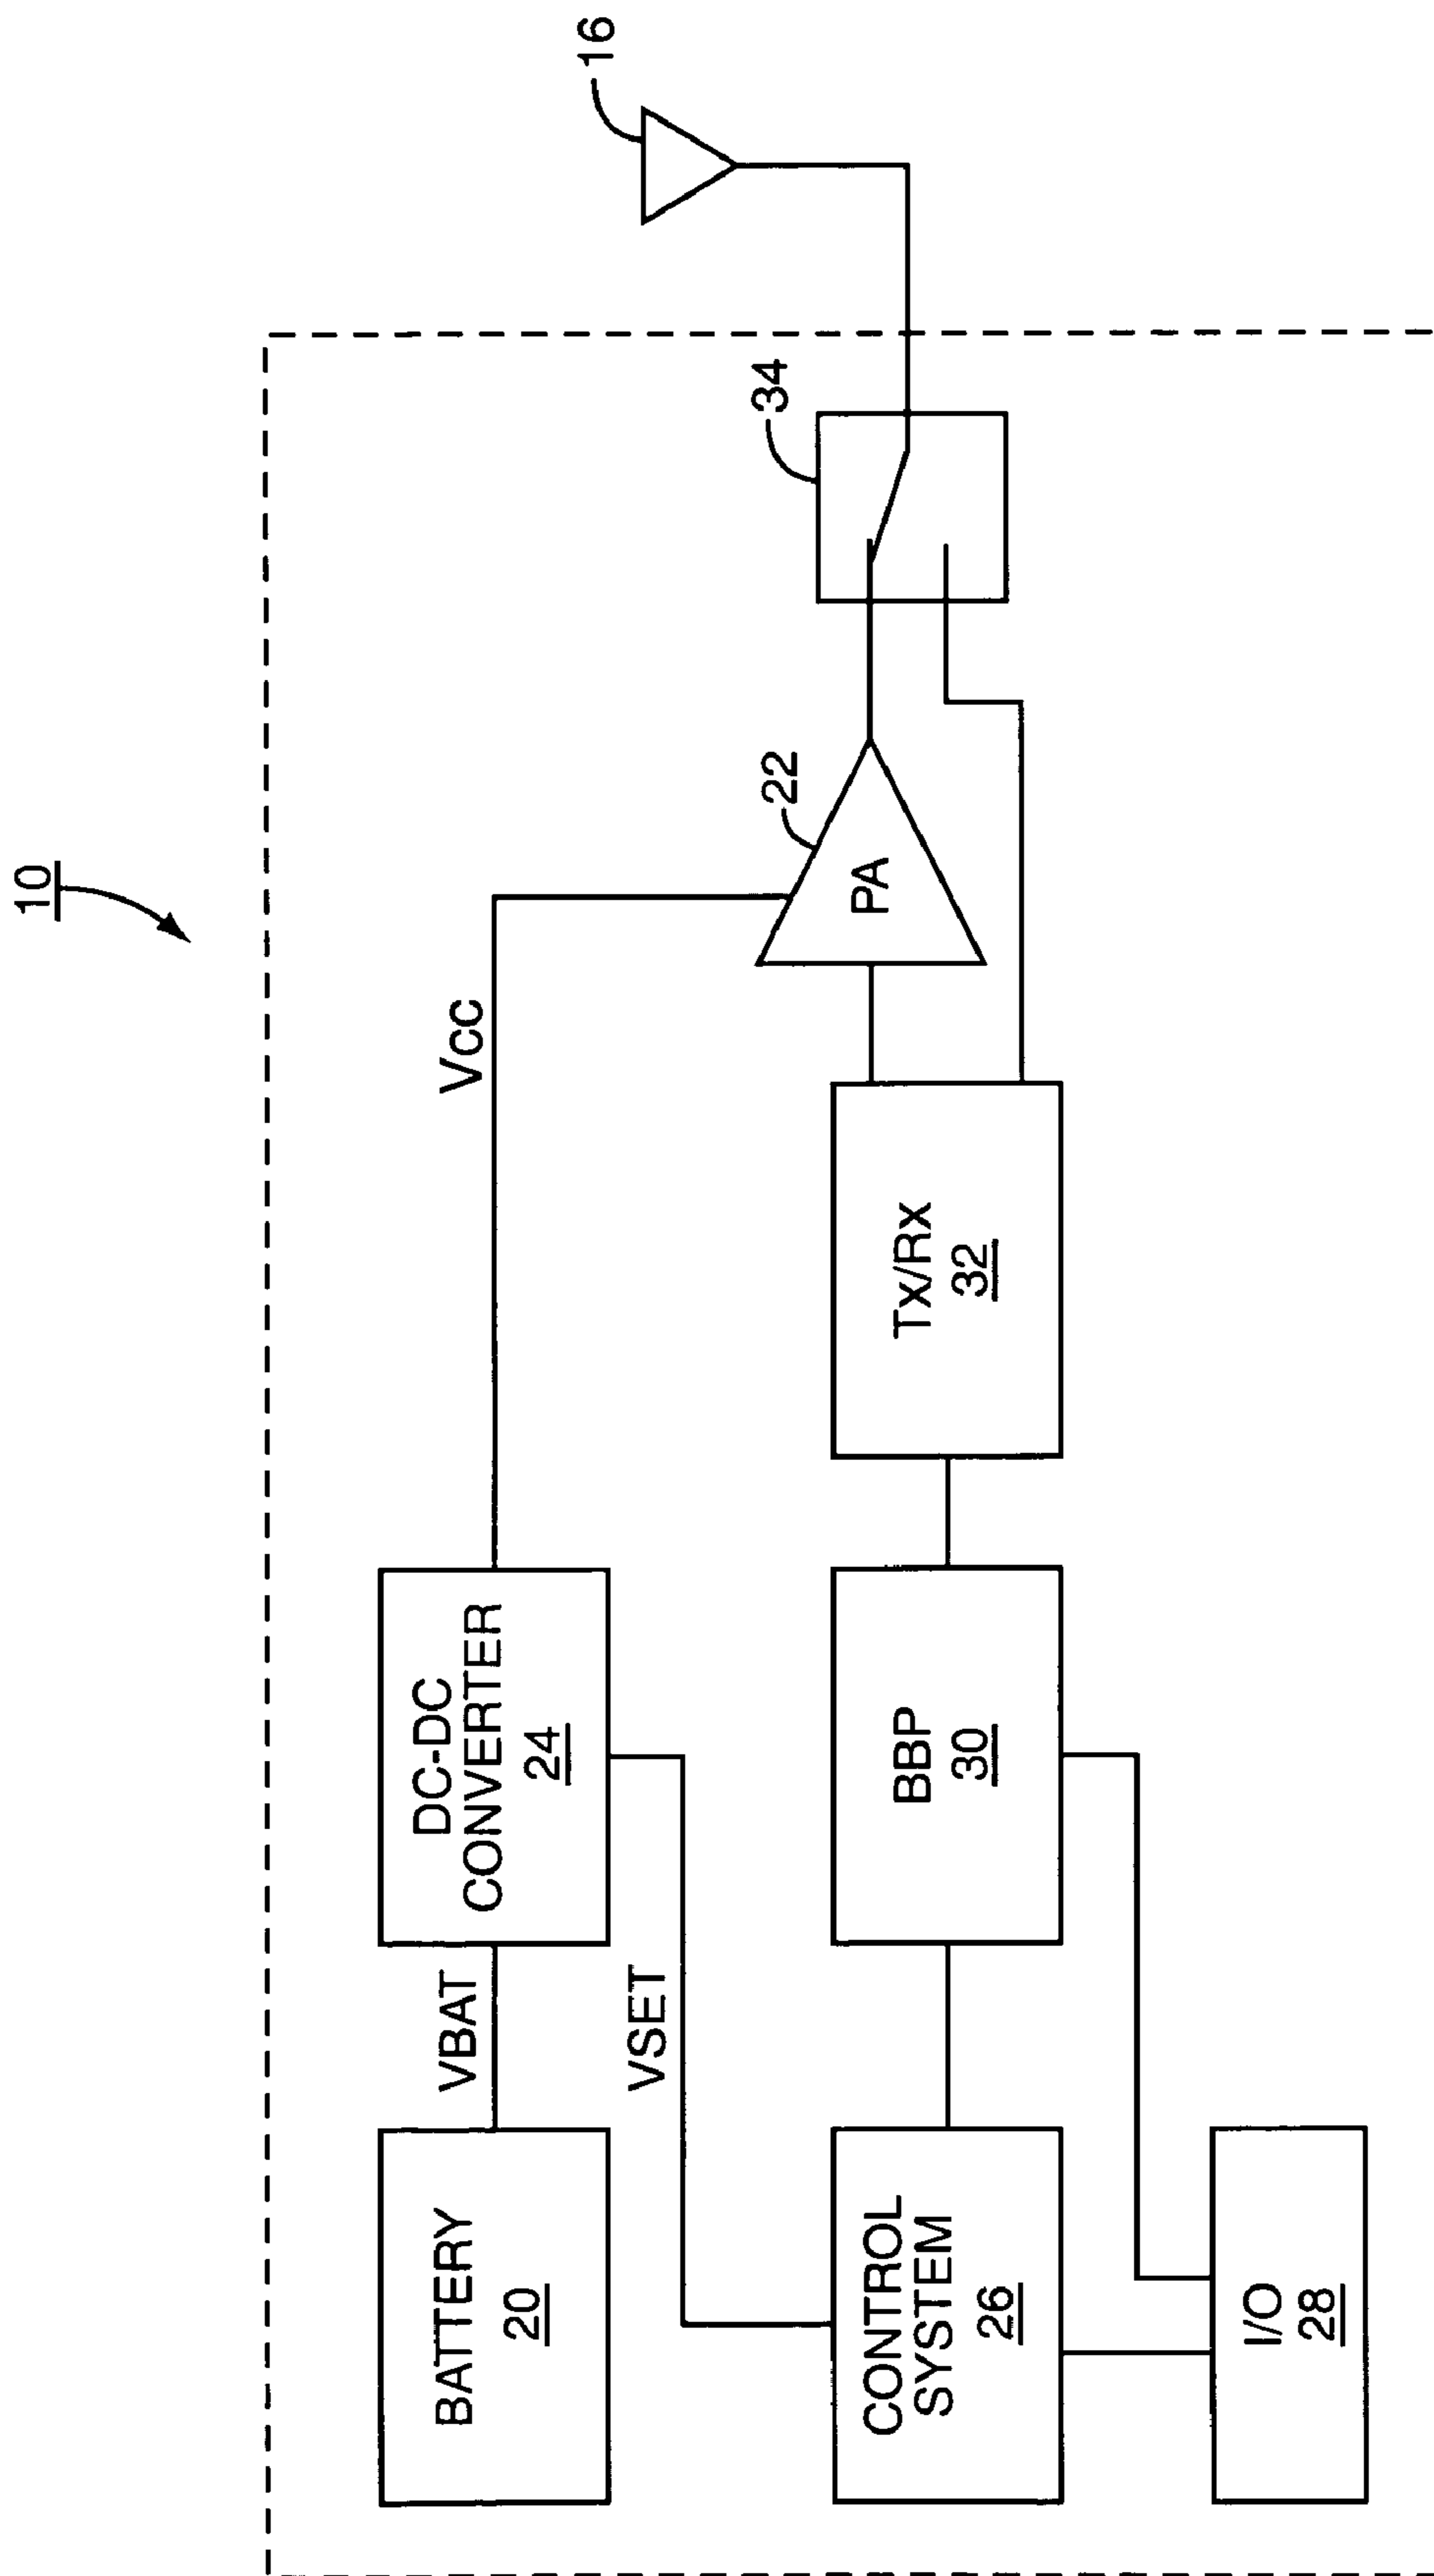 10
16
34
22
PA
Vcc
BATTERY
20
VBAT
DC-DC
CONVERTER
24
VSET
CONTROL
SYSTEM
26
BBP
30
Tx/Rx
32
I/O
28